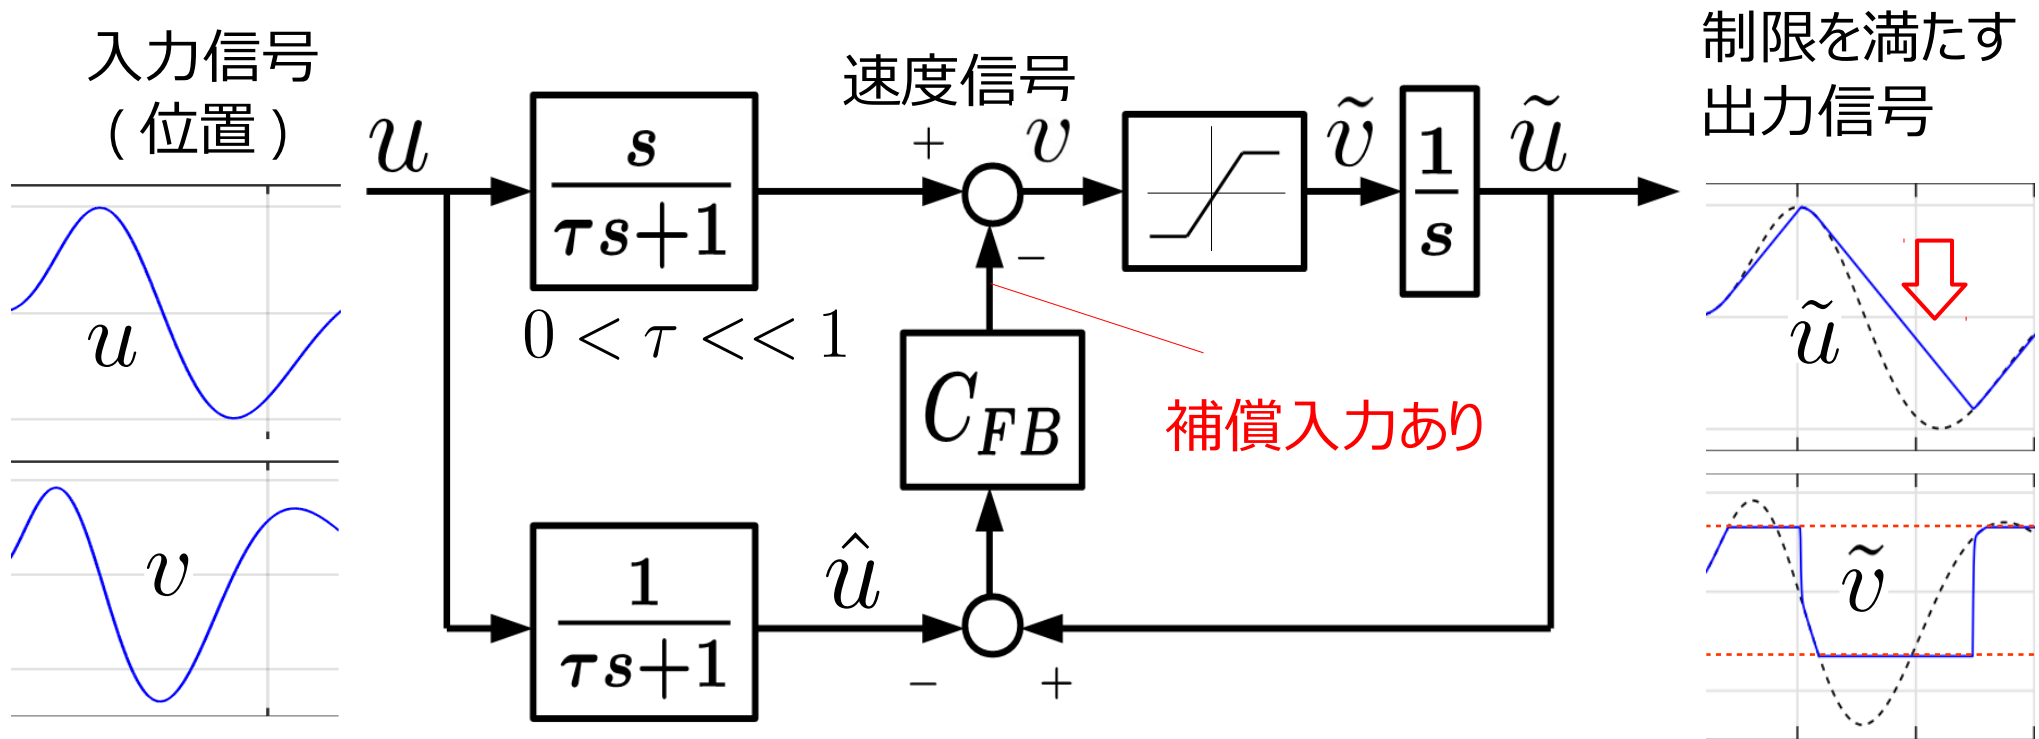 入力信号
(位置)
u
v
u
s
τs+1
0 < τ << 1
速度信号
+
v
−
ṽ
1
s
ũ
C_FB
補償入力あり
1
τs+1
û
−
+
制限を満たす
出力信号
ũ
ṽ